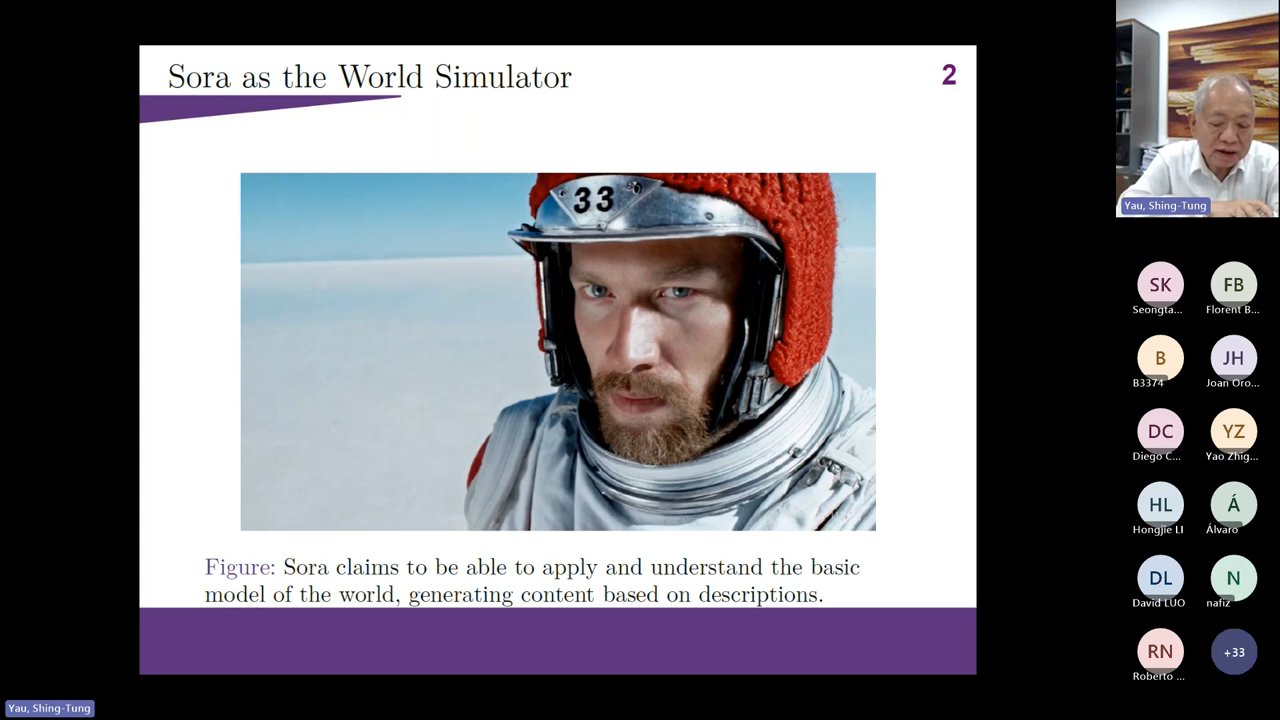 Sora as the World Simulator
2
33
Figure: Sora claims to be able to apply and understand the basic
model of the world, generating content based on descriptions.
Yau, Shing-Tung
SK
Seongta...
FB
Florent B...
B
B3374
JH
Joan Oro...
DC
Diego C...
YZ
Yao Zhig...
HL
Hongjie LI
Á
Álvaro
DL
David LUO
N
nafiz
RN
Roberto ...
+33
Yau, Shing-Tung